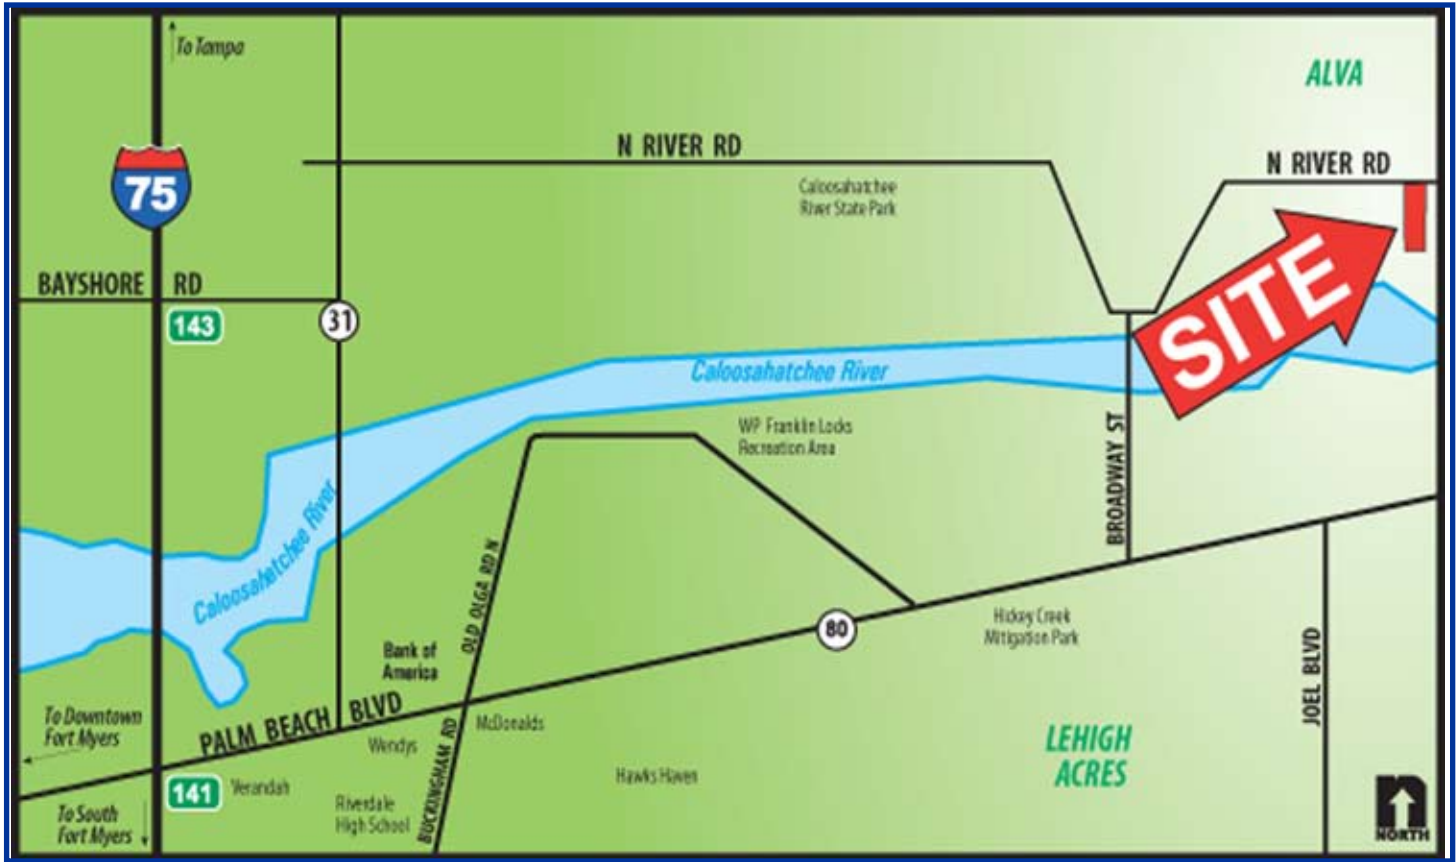 To Tampa
ALVA
N RIVER RD
N RIVER RD
Caloosahatchee
River State Park
75
BAYSHORE RD
143
31
SITE
Caloosahatchee River
WP Franklin Locks
Recreation Area
BROADWAY ST
Caloosahatchee River
OLD OLGA RD N
80
Hickey Creek
Mitigation Park
JOEL BLVD
Bank of
America
To Downtown
Fort Myers
PALM BEACH BLVD
McDonalds
Wendys
BUCKINGHAM RD
LEHIGH
ACRES
Hawks Haven
141
Verandah
Riverdale
High School
To South
Fort Myers
NORTH